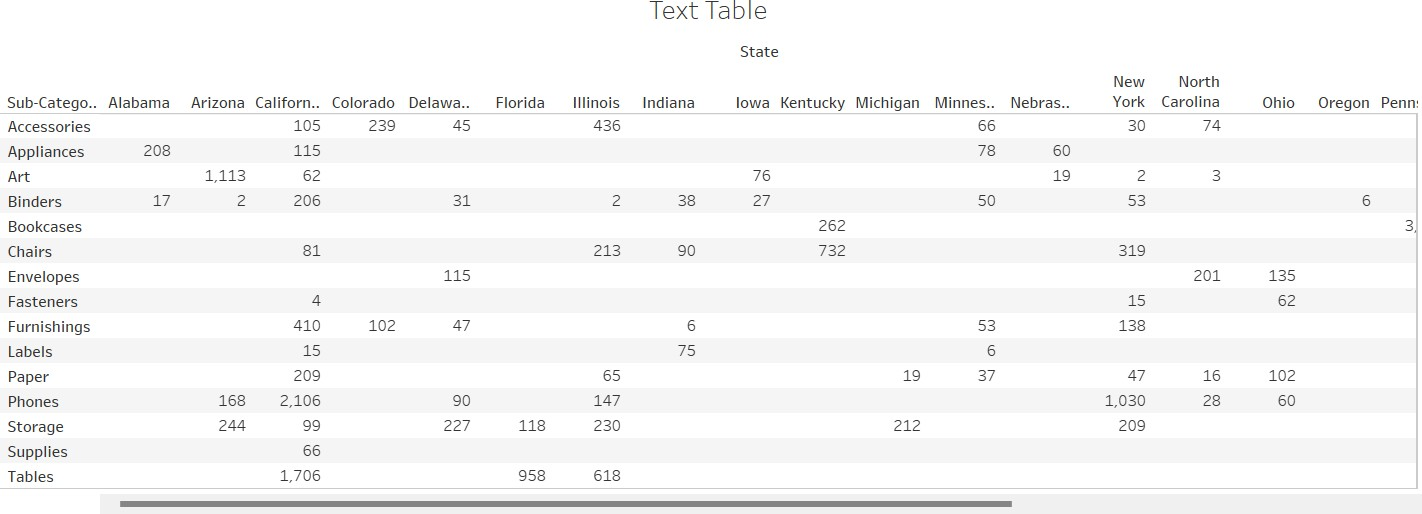 Text Table
State
Sub-Catego.. Alabama Arizona Californ.. Colorado Delawa.. Florida Illinois Indiana Iowa Kentucky Michigan Minnes.. Nebras.. New York North Carolina Ohio Oregon Penns
Accessories 105 239 45 436 66 30 74
Appliances 208 115 78 60
Art 1,113 62 76 19 2 3
Binders 17 2 206 31 2 38 27 50 53 6
Bookcases 262 3,
Chairs 81 213 90 732 319
Envelopes 115 201 135
Fasteners 4 15 62
Furnishings 410 102 47 6 53 138
Labels 15 75 6
Paper 209 65 19 37 47 16 102
Phones 168 2,106 90 147 1,030 28 60
Storage 244 99 227 118 230 212 209
Supplies 66
Tables 1,706 958 618